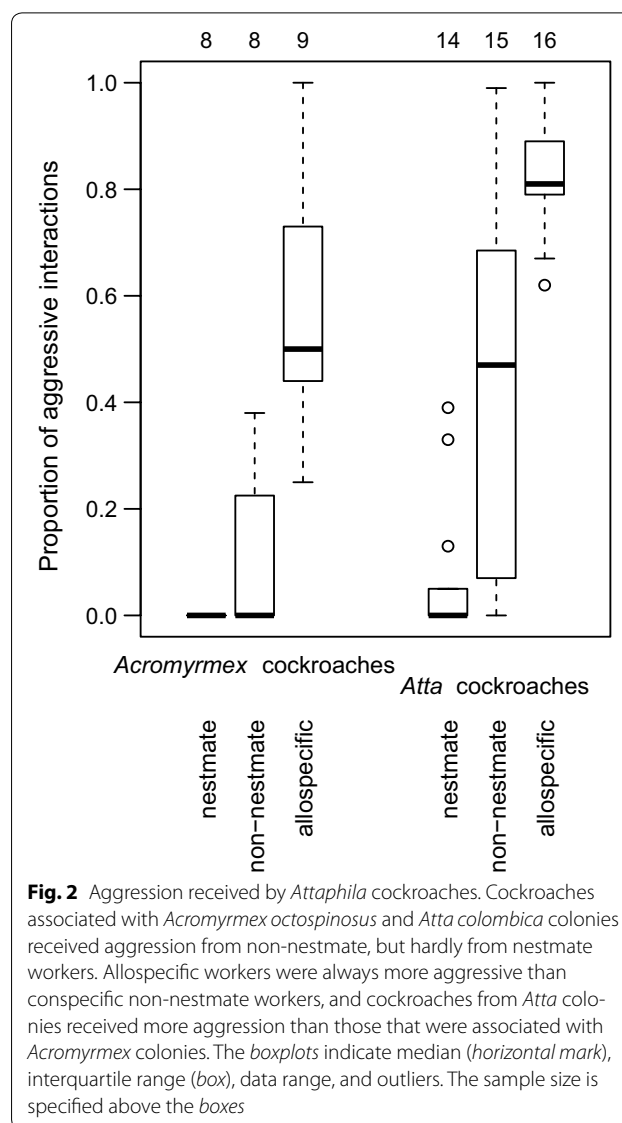 8 8 9 14 15 16
Proportion of aggressive interactions
1.0
0.8
0.6
0.4
0.2
0.0
Acromyrmex cockroaches
Atta cockroaches
nestmate
non−nestmate
allospecific
nestmate
non−nestmate
allospecific
Fig. 2 Aggression received by Attaphila cockroaches. Cockroaches
associated with Acromyrmex octospinosus and Atta colombica colonies
received aggression from non-nestmate, but hardly from nestmate
workers. Allospecific workers were always more aggressive than
conspecific non-nestmate workers, and cockroaches from Atta colo-
nies received more aggression than those that were associated with
Acromyrmex colonies. The boxplots indicate median (horizontal mark),
interquartile range (box), data range, and outliers. The sample size is
specified above the boxes